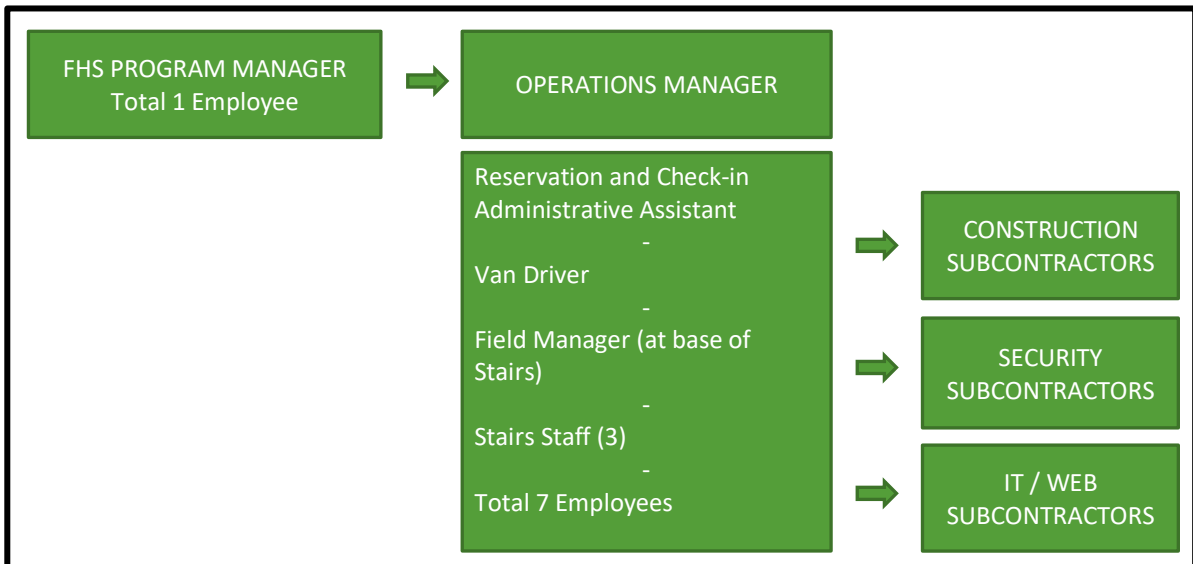 FHS PROGRAM MANAGER
Total 1 Employee
OPERATIONS MANAGER
Reservation and Check-in
Administrative Assistant
-
Van Driver
-
Field Manager (at base of
Stairs)
-
Stairs Staff (3)
-
Total 7 Employees
CONSTRUCTION
SUBCONTRACTORS
SECURITY
SUBCONTRACTORS
IT / WEB
SUBCONTRACTORS